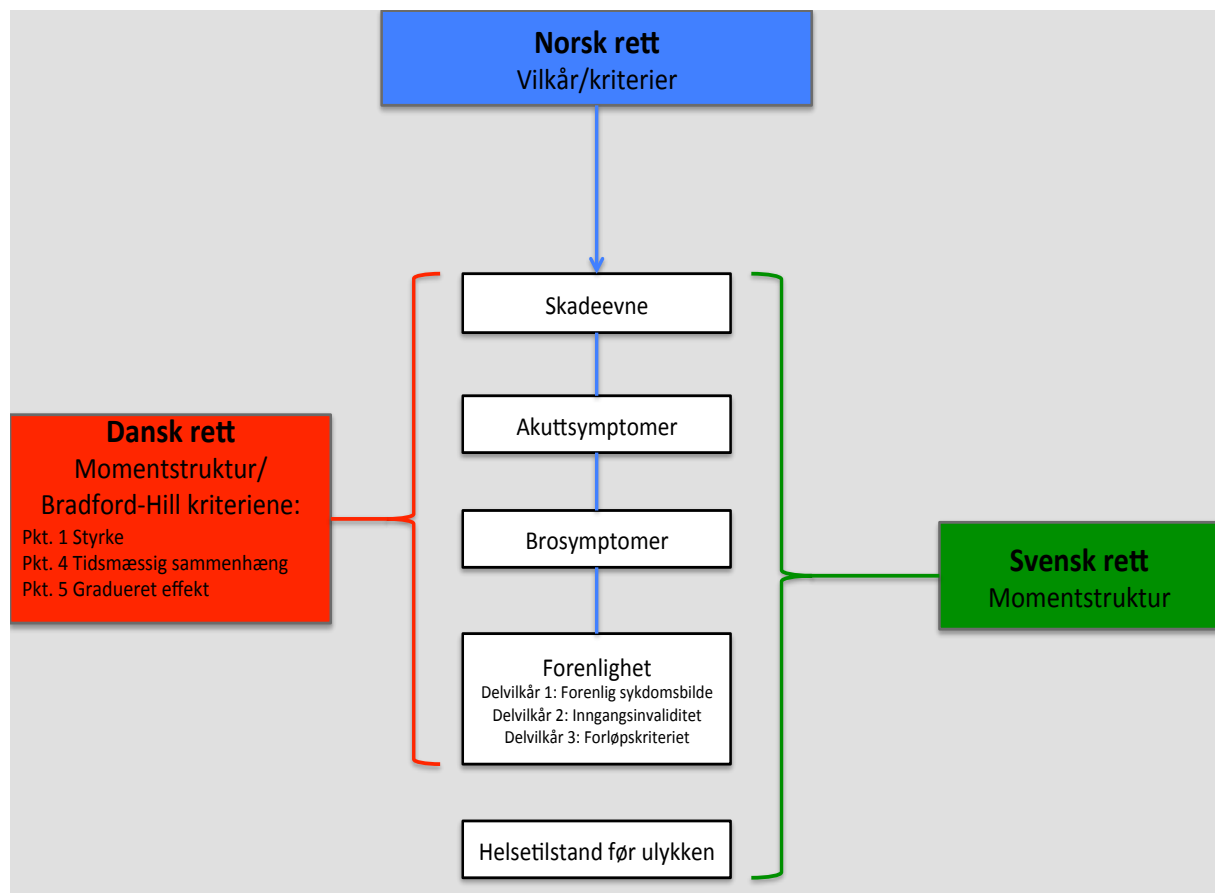 Norsk rett
Vilkår/kriterier
Skadeevne
Akuttsymptomer
Brosymptomer
Forenlighet
Delvilkår 1: Forenlig sykdomsbilde
Delvilkår 2: Inngangsinvaliditet
Delvilkår 3: Forløpskriteriet
Helsetilstand før ulykken
Dansk rett
Momentstruktur/
Bradford-Hill kriteriene:
Pkt. 1 Styrke
Pkt. 4 Tidsmæssig sammenhæng
Pkt. 5 Gradueret effekt
Svensk rett
Momentstruktur